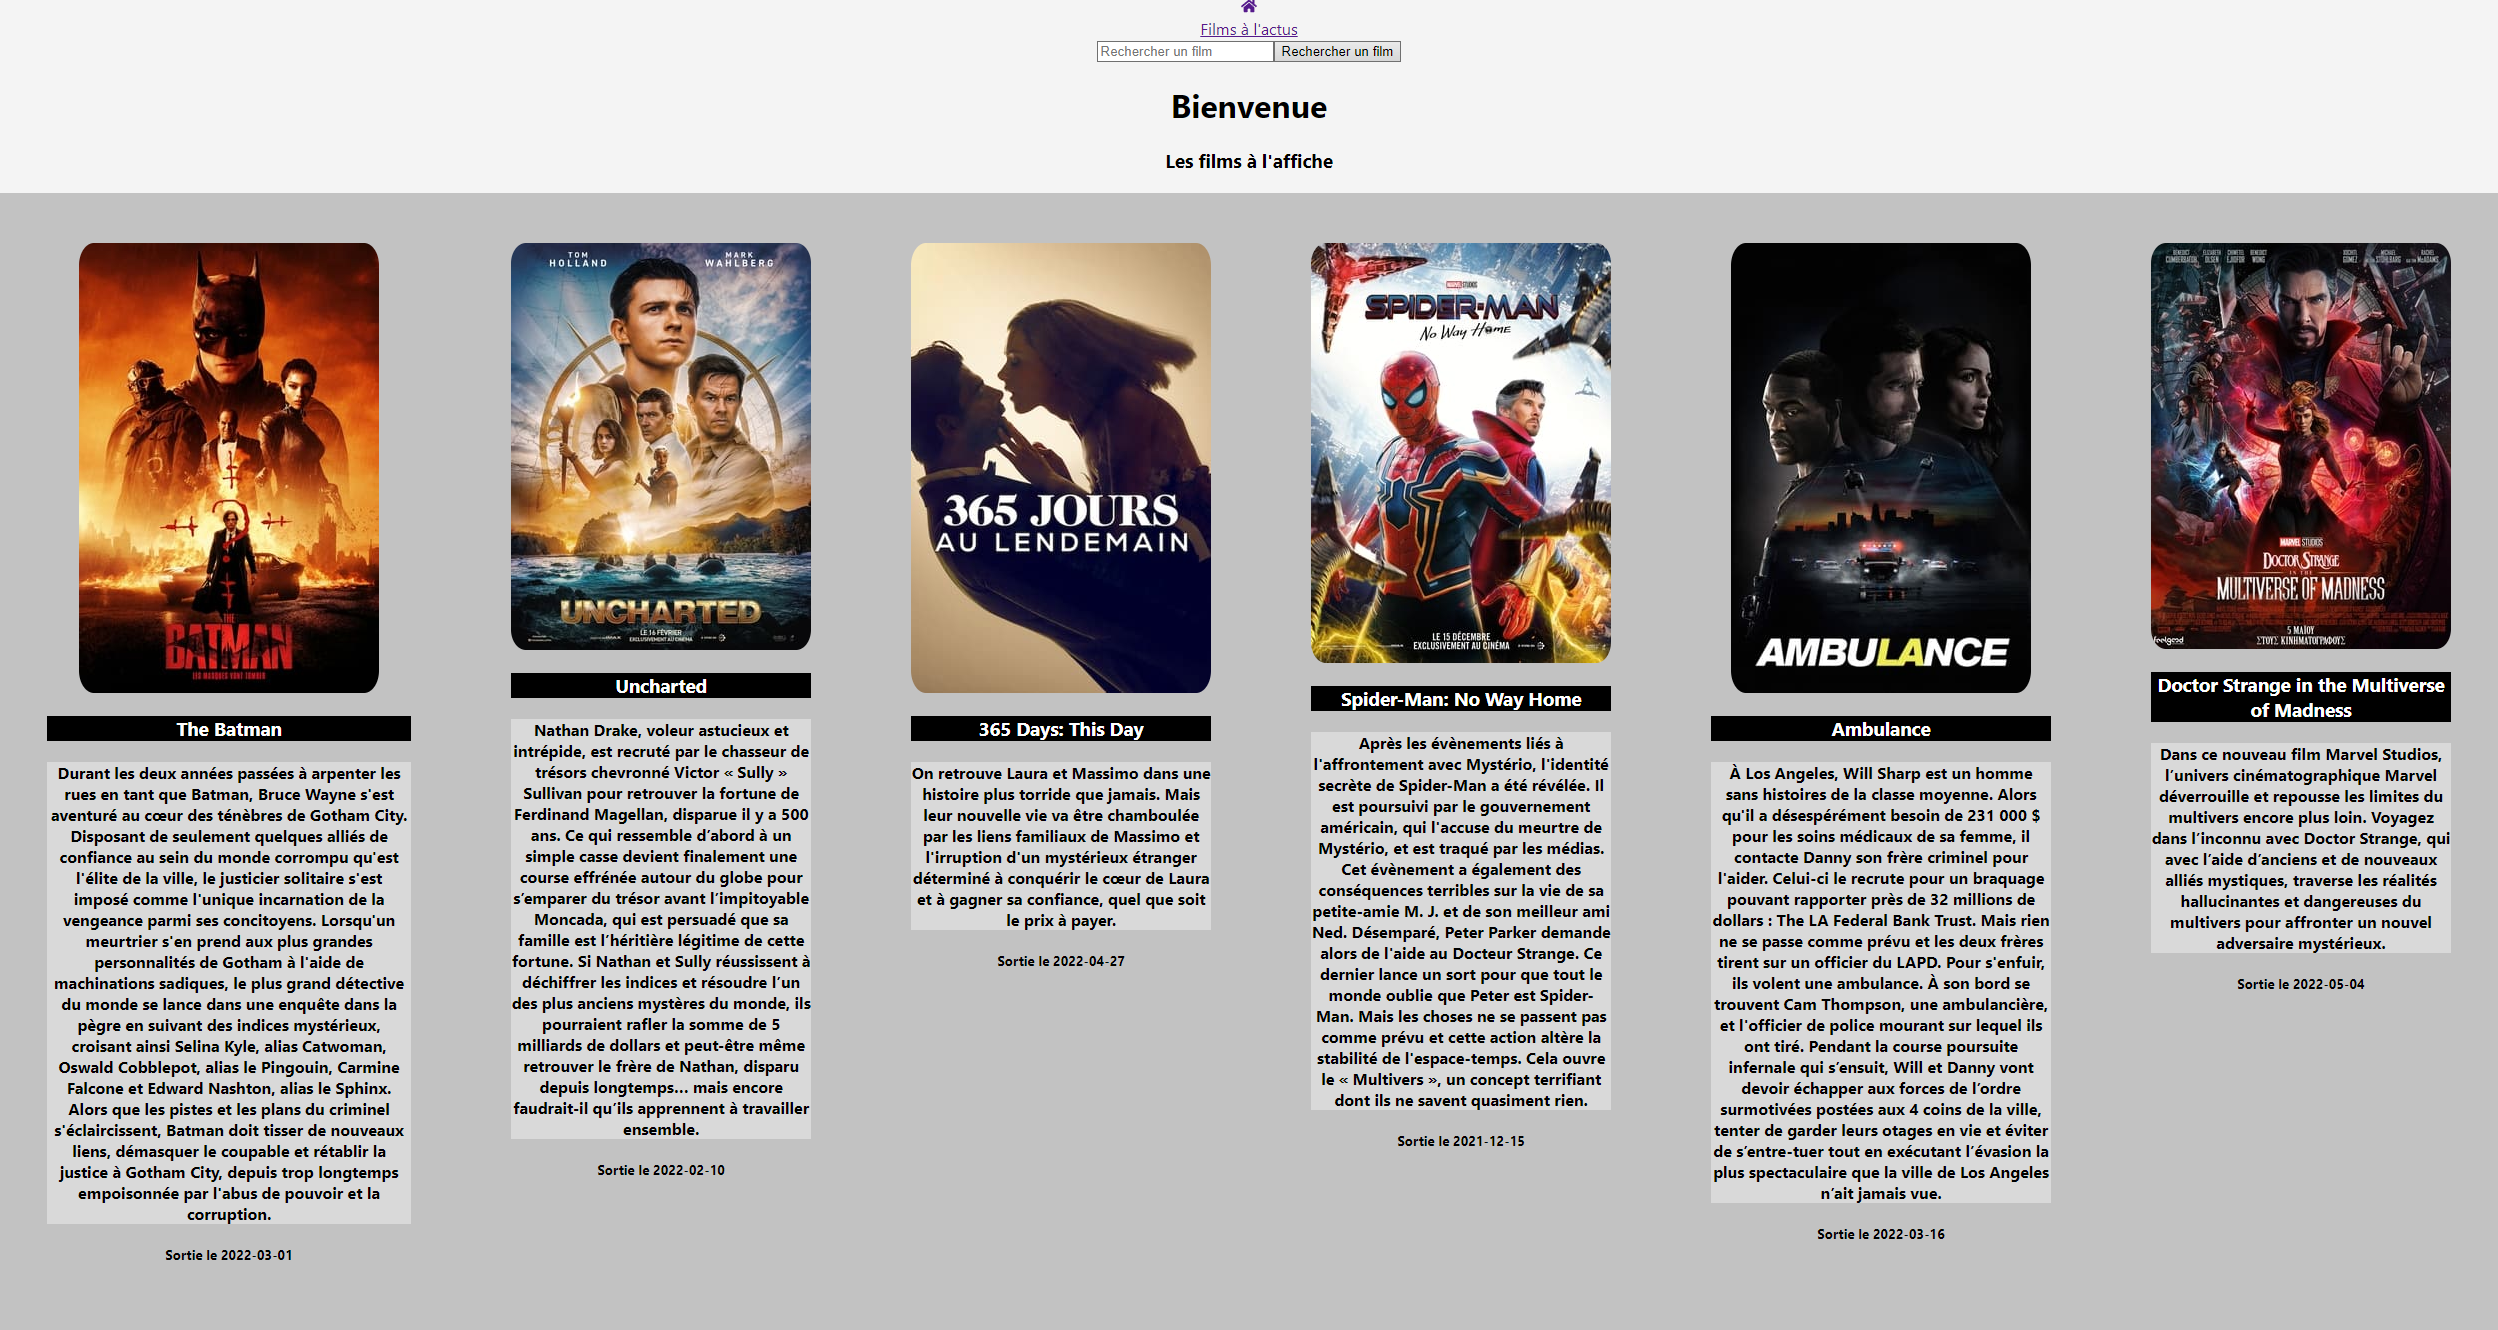 Films à l'actus
Rechercher un film
Rechercher un film
Bienvenue
Les films à l'affiche
THE
BATMAN
LES MASQUES VONT TOMBER
The Batman
Durant les deux années passées à arpenter les
rues en tant que Batman, Bruce Wayne s'est
aventuré au cœur des ténèbres de Gotham City.
Disposant de seulement quelques alliés de
confiance au sein du monde corrompu qu'est
l'élite de la ville, le justicier solitaire s'est
imposé comme l'unique incarnation de la
vengeance parmi ses concitoyens. Lorsqu'un
meurtrier s'en prend aux plus grandes
personnalités de Gotham à l'aide de
machinations sadiques, le plus grand détective
du monde se lance dans une enquête dans la
pègre en suivant des indices mystérieux,
croisant ainsi Selina Kyle, alias Catwoman,
Oswald Cobblepot, alias le Pingouin, Carmine
Falcone et Edward Nashton, alias le Sphinx.
Alors que les pistes et les plans du criminel
s'éclaircissent, Batman doit tisser de nouveaux
liens, démasquer le coupable et rétablir la
justice à Gotham City, depuis trop longtemps
empoisonnée par l'abus de pouvoir et la
corruption.
Sortie le 2022-03-01
TOM
HOLLAND
MARK
WAHLBERG
UNCHARTED
LE 16 FÉVRIER
EXCLUSIVEMENT AU CINÉMA
Uncharted
Nathan Drake, voleur astucieux et
intrépide, est recruté par le chasseur de
trésors chevronné Victor « Sully »
Sullivan pour retrouver la fortune de
Ferdinand Magellan, disparue il y a 500
ans. Ce qui ressemble d’abord à un
simple casse devient finalement une
course effrénée autour du globe pour
s’emparer du trésor avant l’impitoyable
Moncada, qui est persuadé que sa
famille est l’héritière légitime de cette
fortune. Si Nathan et Sully réussissent à
déchiffrer les indices et résoudre l’un
des plus anciens mystères du monde, ils
pourraient rafler la somme de 5
milliards de dollars et peut-être même
retrouver le frère de Nathan, disparu
depuis longtemps… mais encore
faudrait-il qu’ils apprennent à travailler
ensemble.
Sortie le 2022-02-10
365 JOURS
AU LENDEMAIN
365 Days: This Day
On retrouve Laura et Massimo dans une
histoire plus torride que jamais. Mais
leur nouvelle vie va être chamboulée
par les liens familiaux de Massimo et
l'irruption d'un mystérieux étranger
déterminé à conquérir le cœur de Laura
et à gagner sa confiance, quel que soit
le prix à payer.
Sortie le 2022-04-27
MARVEL STUDIOS
SPIDER-MAN
No Way Home
LE 15 DÉCEMBRE
EXCLUSIVEMENT AU CINÉMA
Spider-Man: No Way Home
Après les évènements liés à
l'affrontement avec Mystério, l'identité
secrète de Spider-Man a été révélée. Il
est poursuivi par le gouvernement
américain, qui l'accuse du meurtre de
Mystério, et est traqué par les médias.
Cet évènement a également des
conséquences terribles sur la vie de sa
petite-amie M. J. et de son meilleur ami
Ned. Désemparé, Peter Parker demande
alors de l'aide au Docteur Strange. Ce
dernier lance un sort pour que tout le
monde oublie que Peter est Spider-
Man. Mais les choses ne se passent pas
comme prévu et cette action altère la
stabilité de l'espace-temps. Cela ouvre
le « Multivers », un concept terrifiant
dont ils ne savent quasiment rien.
Sortie le 2021-12-15
AMBULANCE
Ambulance
À Los Angeles, Will Sharp est un homme
sans histoires de la classe moyenne. Alors
qu'il a désespérément besoin de 231 000 $
pour les soins médicaux de sa femme, il
contacte Danny son frère criminel pour
l'aider. Celui-ci le recrute pour un braquage
pouvant rapporter près de 32 millions de
dollars : The LA Federal Bank Trust. Mais rien
ne se passe comme prévu et les deux frères
tirent sur un officier du LAPD. Pour s'enfuir,
ils volent une ambulance. À son bord se
trouvent Cam Thompson, une ambulancière,
et l'officier de police mourant sur lequel ils
ont tiré. Pendant la course poursuite
infernale qui s’ensuit, Will et Danny vont
devoir échapper aux forces de l’ordre
surmotivées postées aux 4 coins de la ville,
tenter de garder leurs otages en vie et éviter
de s’entre-tuer tout en exécutant l’évasion la
plus spectaculaire que la ville de Los Angeles
n’ait jamais vue.
Sortie le 2022-03-16
BENEDICT
CUMBERBATCH
ELIZABETH
OLSEN
CHIWETEL
EJIOFOR
BENEDICT
WONG
XOCHITL
GOMEZ
MICHAEL
STUHLBARG
RACHEL
McADAMS
MARVEL STUDIOS
DOCTOR STRANGE
IN THE
MULTIVERSE OF MADNESS
5 ΜΑΪΟΥ
ΣΤΟΥΣ ΚΙΝΗΜΑΤΟΓΡΑΦΟΥΣ
feelgood
Doctor Strange in the Multiverse
of Madness
Dans ce nouveau film Marvel Studios,
l’univers cinématographique Marvel
déverrouille et repousse les limites du
multivers encore plus loin. Voyagez
dans l’inconnu avec Doctor Strange, qui
avec l’aide d’anciens et de nouveaux
alliés mystiques, traverse les réalités
hallucinantes et dangereuses du
multivers pour affronter un nouvel
adversaire mystérieux.
Sortie le 2022-05-04